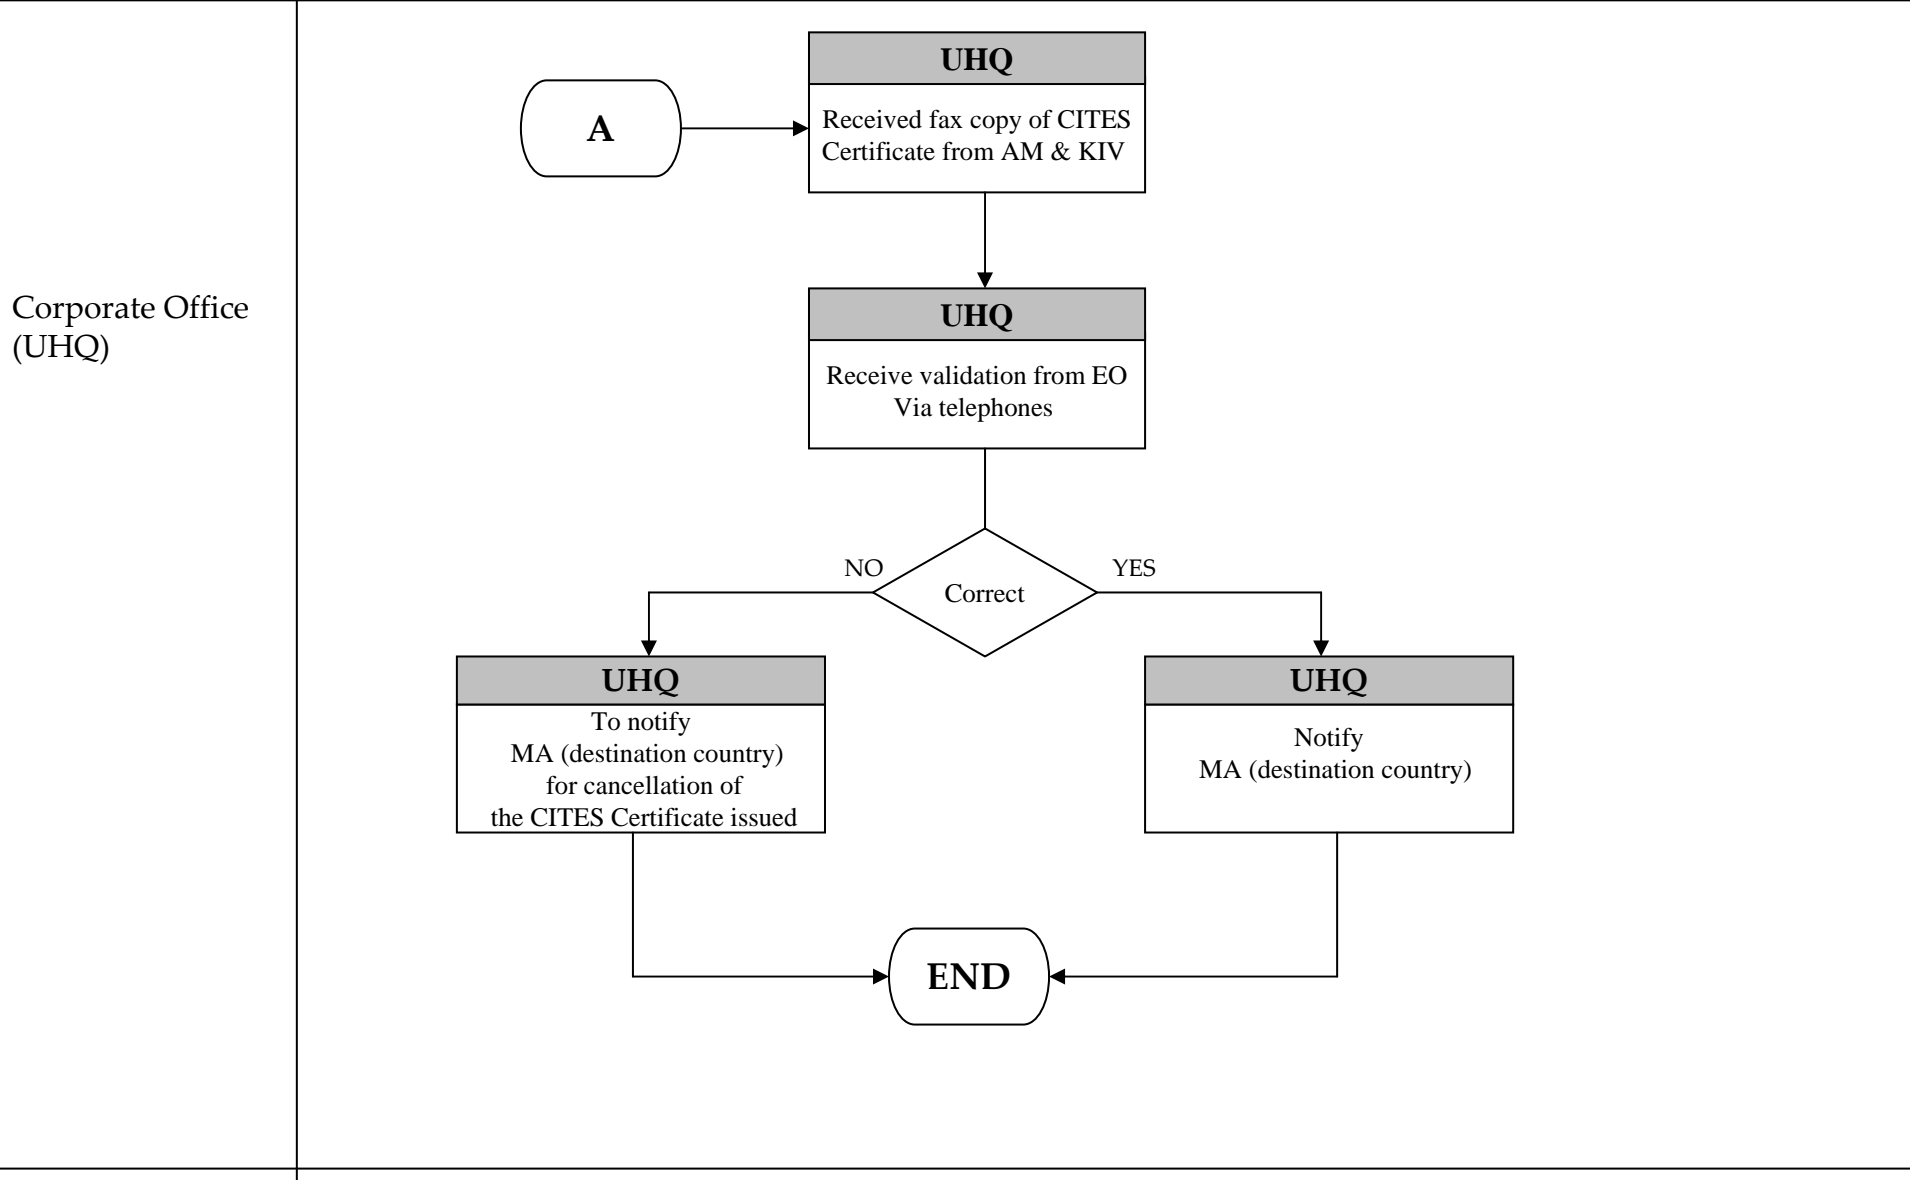 Corporate Office
(UHQ)
A
UHQ
Received fax copy of CITES
Certificate from AM & KIV
UHQ
Receive validation from EO
Via telephones
NO
YES
Correct
UHQ
To notify
MA (destination country)
for cancellation of
the CITES Certificate issued
UHQ
Notify
MA (destination country)
END